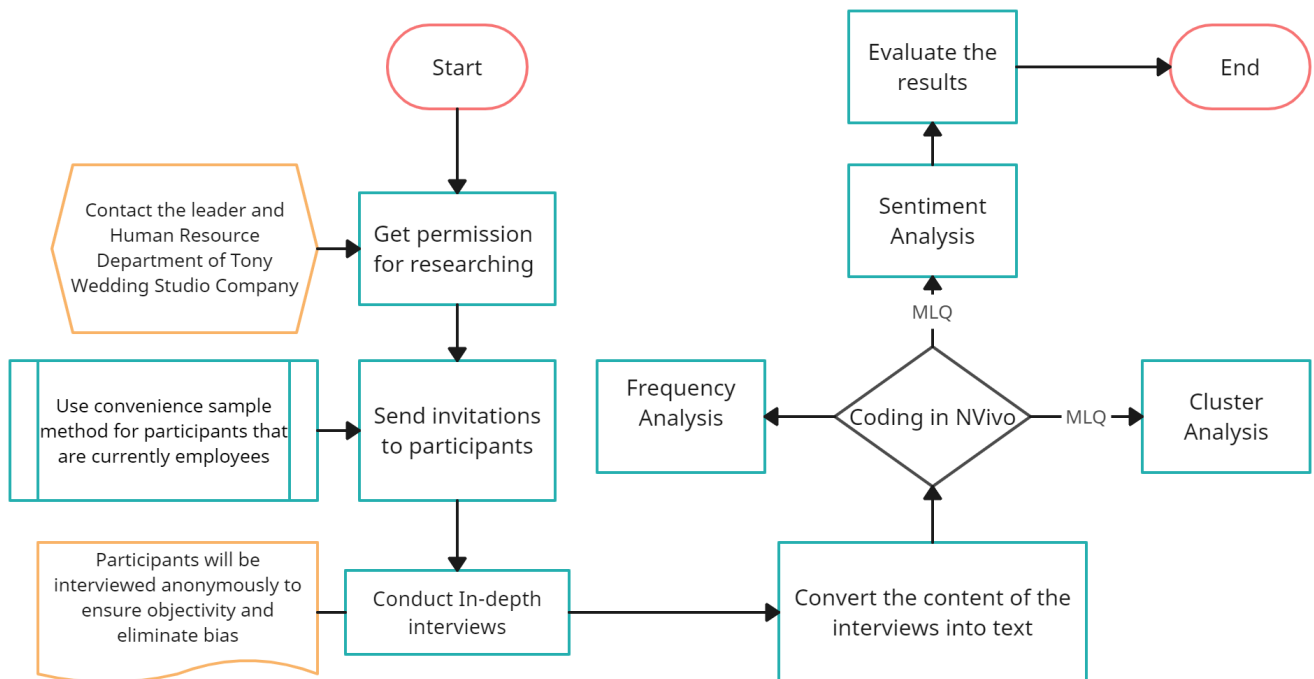 Start
Contact the leader and
Human Resource
Department of Tony
Wedding Studio Company
Get permission
for researching
Use convenience sample
method for participants that
are currently employees
Send invitations
to participants
Participants will be
interviewed anonymously to
ensure objectivity and
eliminate bias
Conduct In-depth
interviews
Convert the content of the
interviews into text
Coding in NVivo
Frequency
Analysis
MLQ
Cluster
Analysis
MLQ
Sentiment
Analysis
Evaluate the
results
End